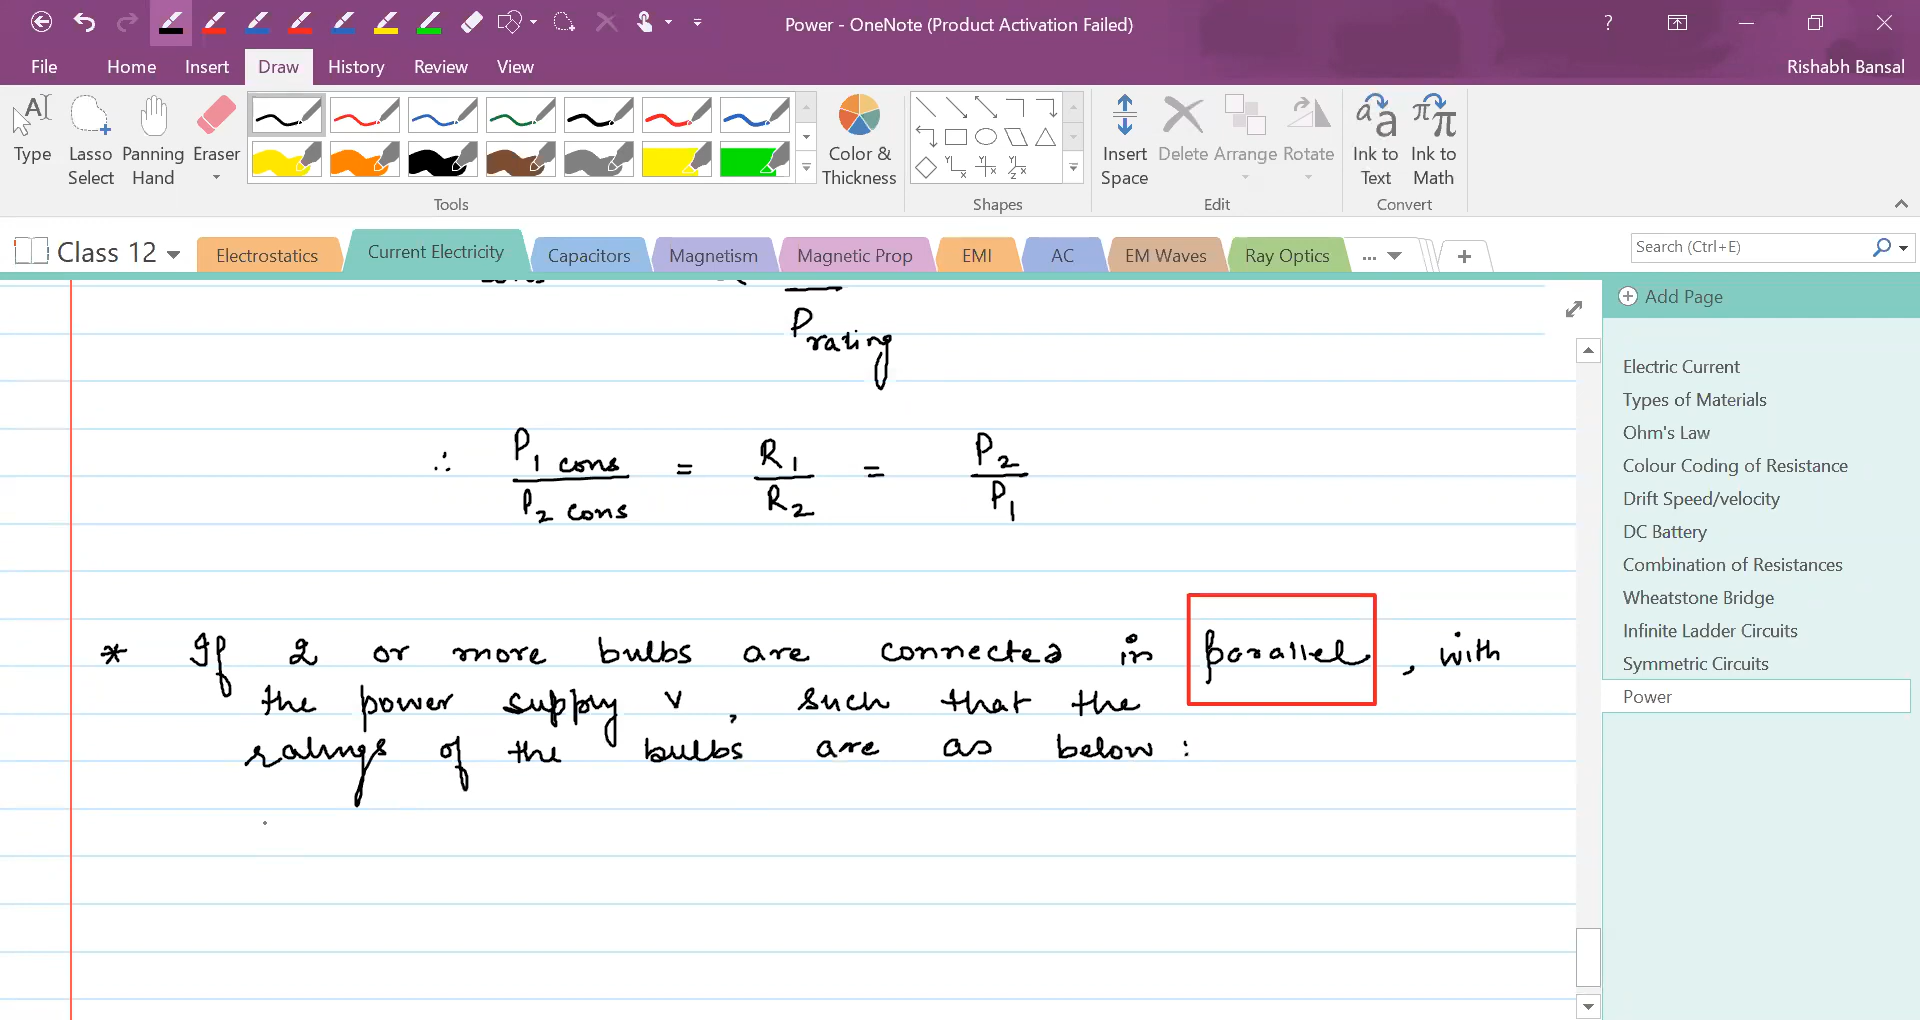 Power - OneNote (Product Activation Failed)
?
File Home Insert Draw History Review View
Rishabh Bansal
Type
Lasso Select
Panning Hand
Eraser
Color & Thickness
Insert Space
Delete
Arrange
Rotate
Ink to Text
Ink to Math
Tools
Shapes
Edit
Convert
Class 12
Electrostatics
Current Electricity
Capacitors
Magnetism
Magnetic Prop
EMI
AC
EM Waves
Ray Optics
...
Search (Ctrl+E)
Add Page
Electric Current
Types of Materials
Ohm's Law
Colour Coding of Resistance
Drift Speed/velocity
DC Battery
Combination of Resistances
Wheatstone Bridge
Infinite Ladder Circuits
Symmetric Circuits
Power
P rating
∴ P1 cons / P2 cons = R1 / R2 = P2 / P1
* If 2 or more bulbs are connected in parallel, with
the power supply V, such that the
ratings of the bulbs are as below :